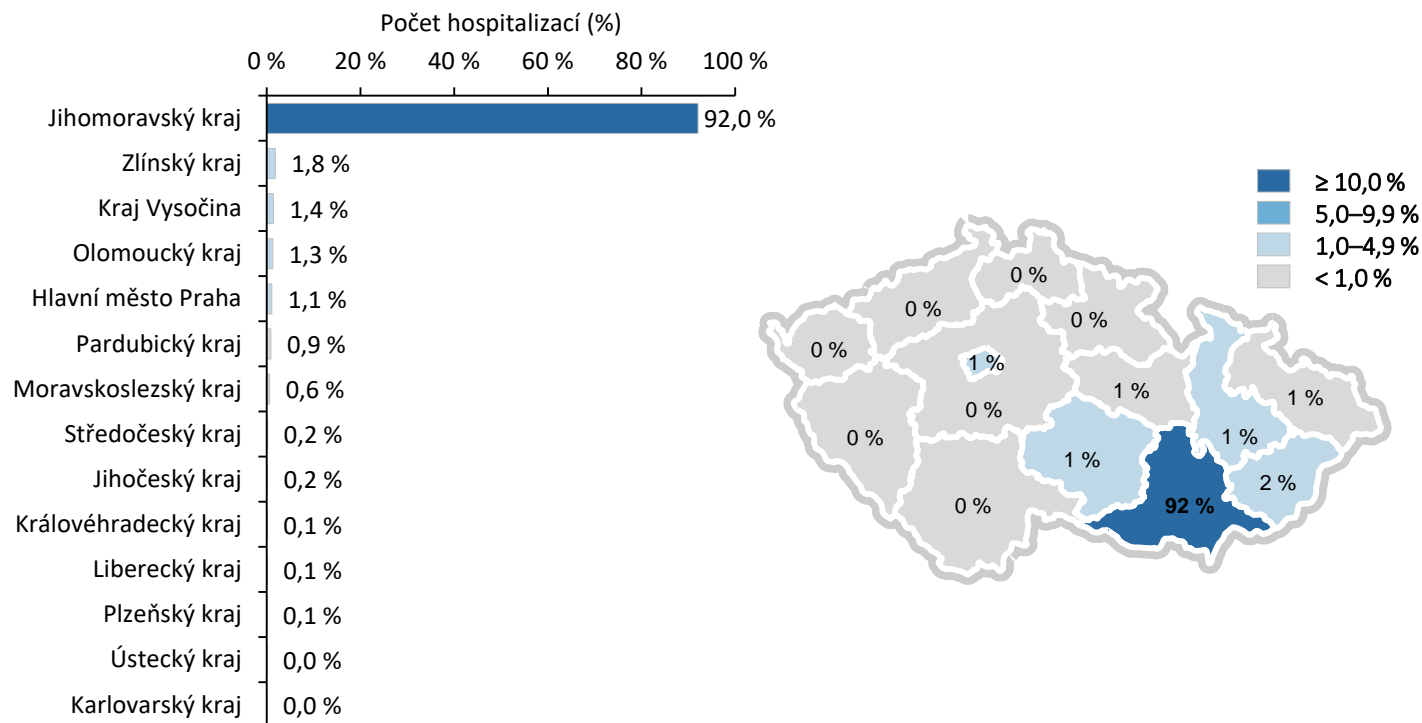 Počet hospitalizací (%)
0 % 20 % 40 % 60 % 80 % 100 %
Jihomoravský kraj 92,0 %
Zlínský kraj 1,8 %
Kraj Vysočina 1,4 %
Olomoucký kraj 1,3 %
Hlavní město Praha 1,1 %
Pardubický kraj 0,9 %
Moravskoslezský kraj 0,6 %
Středočeský kraj 0,2 %
Jihočeský kraj 0,2 %
Královéhradecký kraj 0,1 %
Liberecký kraj 0,1 %
Plzeňský kraj 0,1 %
Ústecký kraj 0,0 %
Karlovarský kraj 0,0 %
≥ 10,0 %
5,0–9,9 %
1,0–4,9 %
< 1,0 %
0 %
0 %
0 %
0 %
1 %
1 %
1 %
0 %
0 %
1 %
1 %
2 %
0 %
92 %